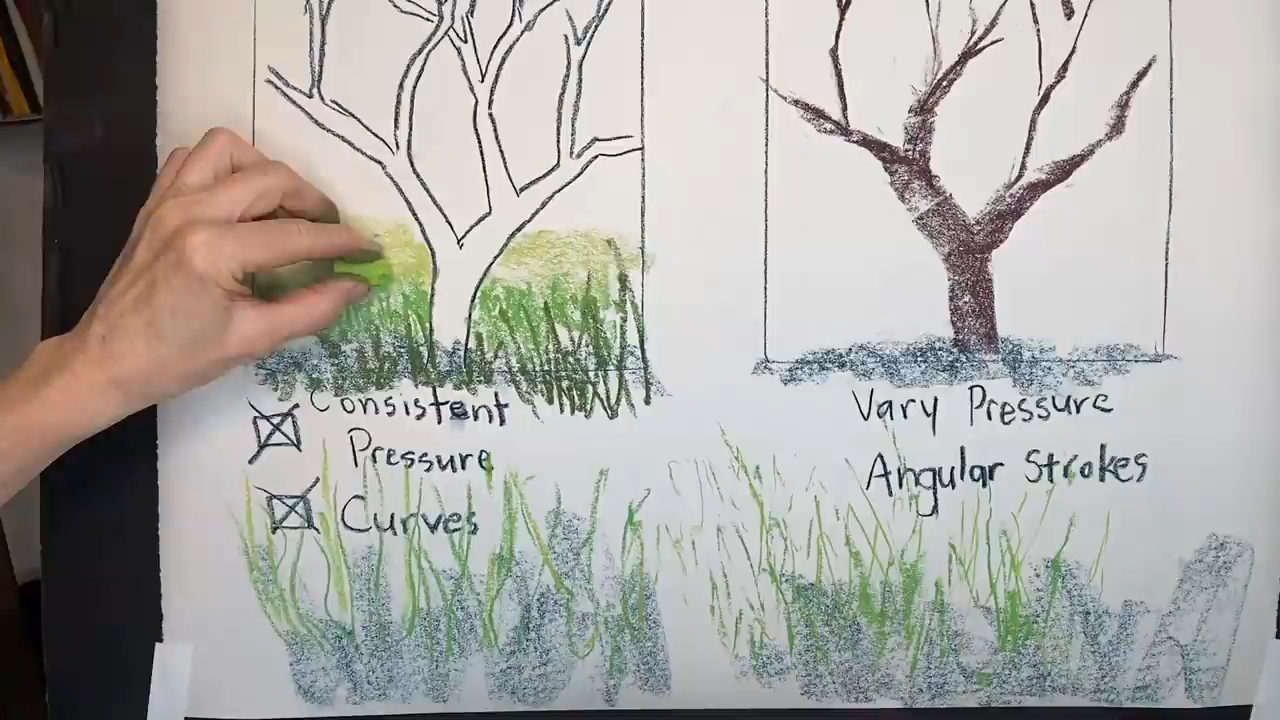 Consistent
Pressure
Curves
Vary Pressure
Angular Strokes